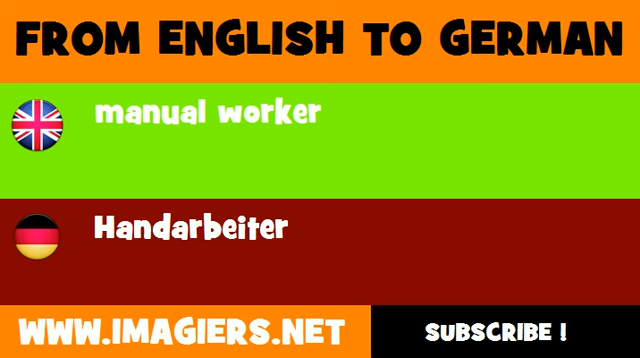 FROM ENGLISH TO GERMAN
manual worker
Handarbeiter
WWW.IMAGIERS.NET
SUBSCRIBE !